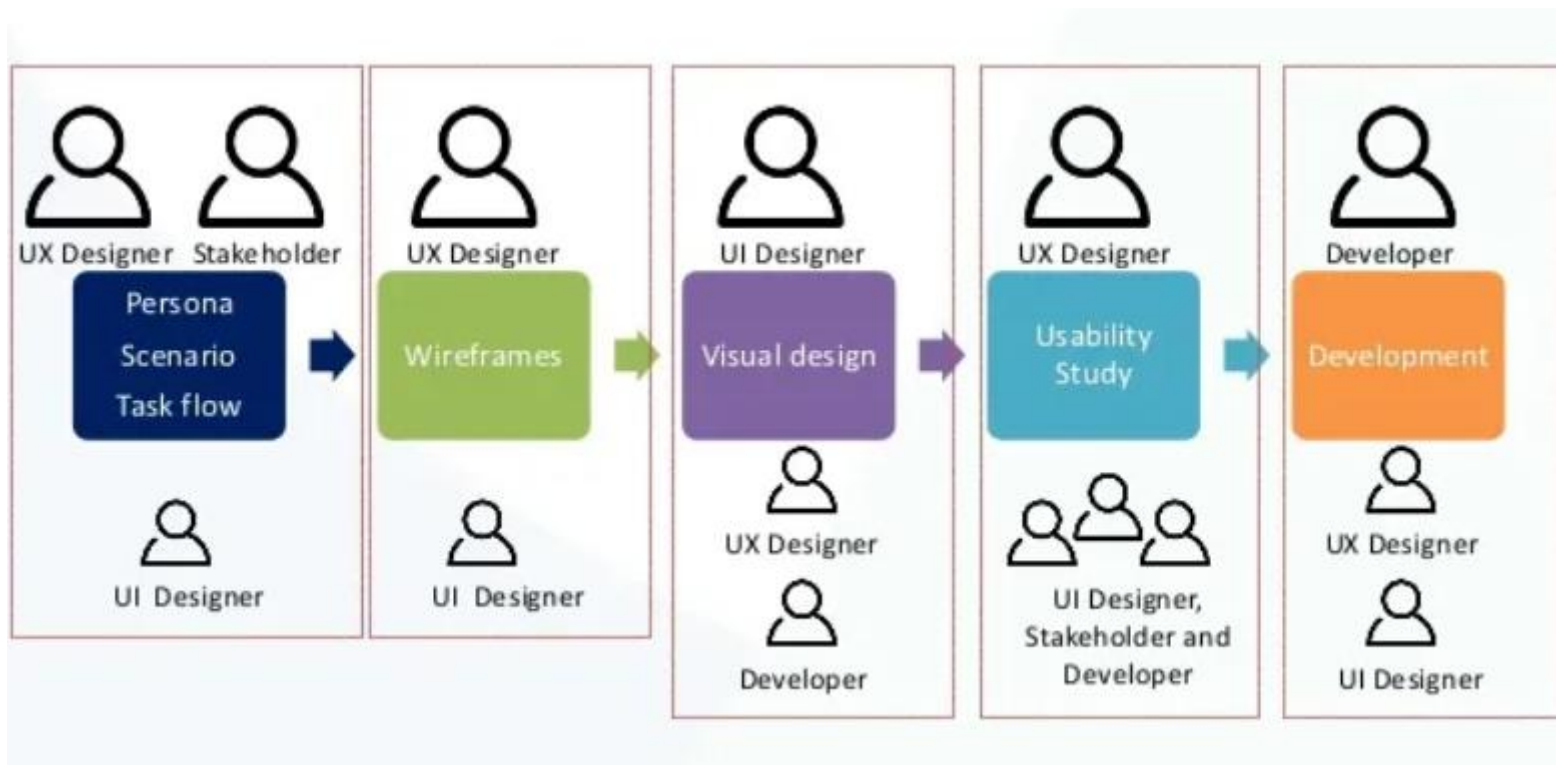 UX Designer Stakeholder
Persona
Scenario
Task flow
UI Designer
UX Designer
Wireframes
UI Designer
UI Designer
Visual design
UX Designer
Developer
UX Designer
Usability
Study
UI Designer,
Stakeholder and
Developer
Developer
Development
UX Designer
UI Designer